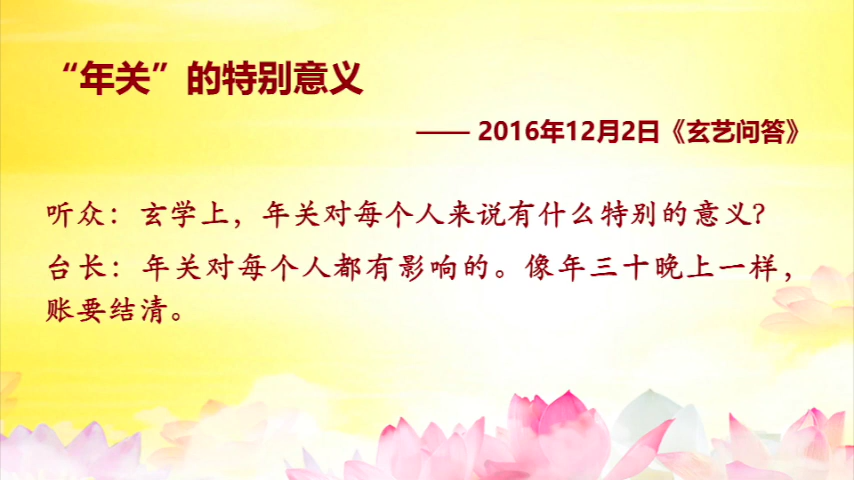 “年关”的特别意义
—— 2016年12月2日《玄艺问答》
听众：玄学上，年关对每个人来说有什么特别的意义？
台长：年关对每个人都有影响的。像年三十晚上一样，
账要结清。